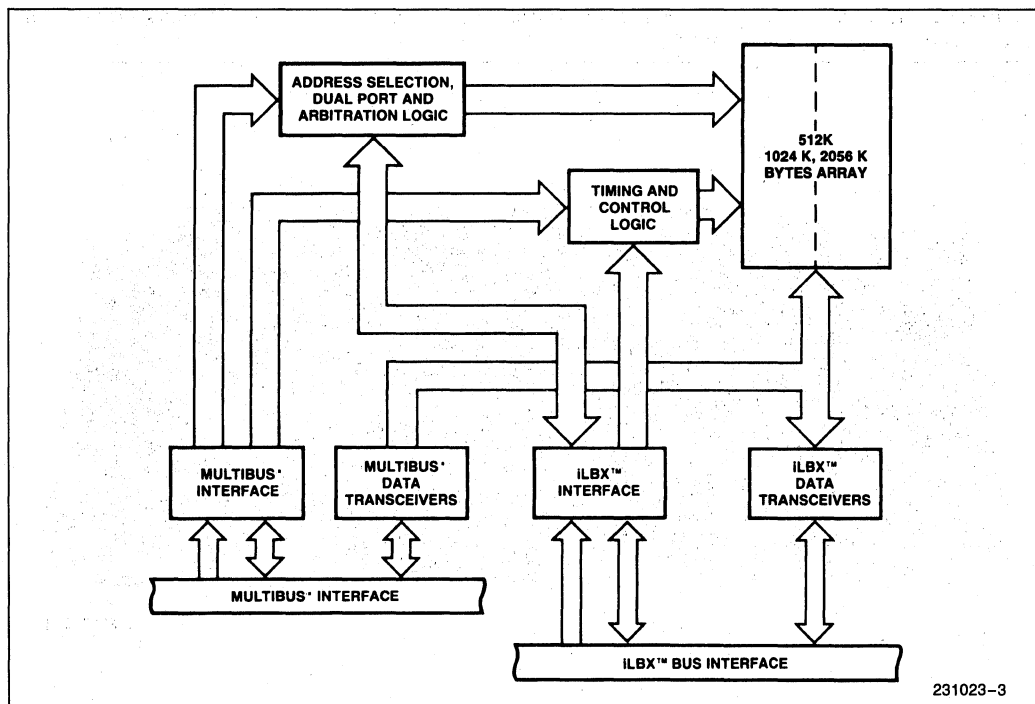 ADDRESS SELECTION,
DUAL PORT AND
ARBITRATION LOGIC
512K
1024 K, 2056 K
BYTES ARRAY
TIMING AND
CONTROL
LOGIC
MULTIBUS*
INTERFACE
MULTIBUS*
DATA
TRANSCEIVERS
iLBX™
INTERFACE
iLBX™
DATA
TRANSCEIVERS
MULTIBUS* INTERFACE
iLBX™ BUS INTERFACE
231023-3